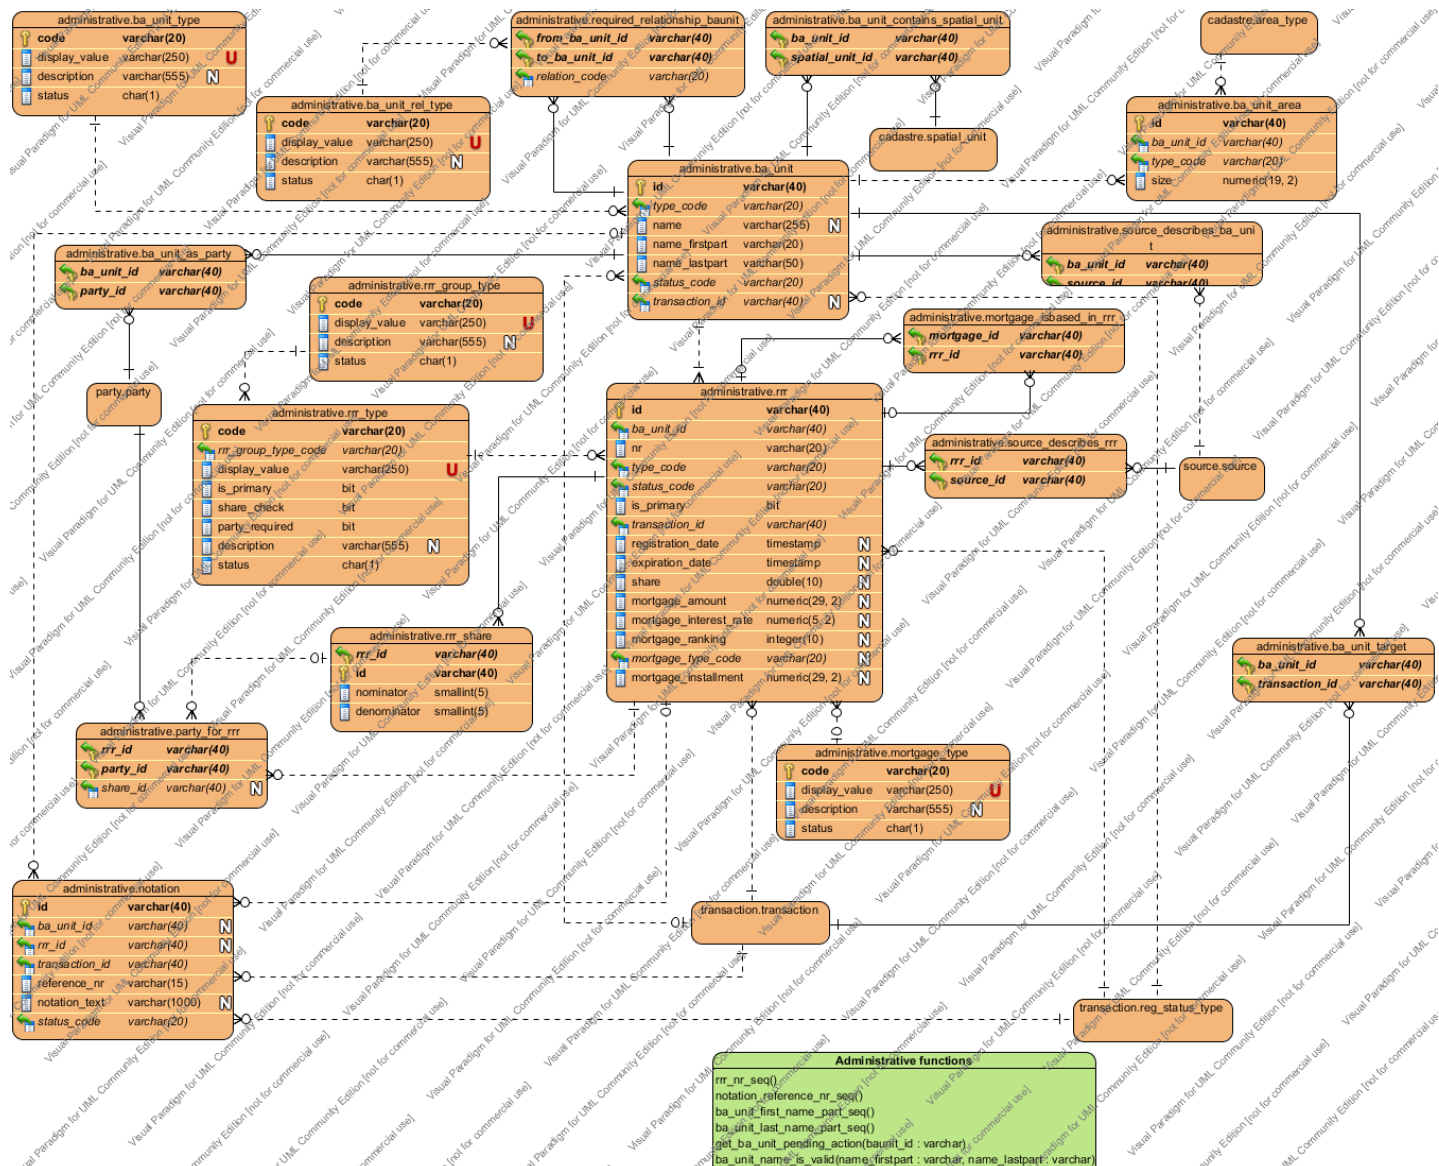 administrative.ba_unit_type
code varchar(20)
display_value varchar(250) U
description varchar(555) N
status char(1)
administrative.required_relationship_baunit
from_ba_unit_id varchar(40)
to_ba_unit_id varchar(40)
relation_code varchar(20)
administrative.ba_unit_contains_spatial_unit
ba_unit_id varchar(40)
spatial_unit_id varchar(40)
cadastre.area_type
administrative.ba_unit_rel_type
code varchar(20)
display_value varchar(250) U
description varchar(555) N
status char(1)
cadastre.spatial_unit
administrative.ba_unit_area
id varchar(40)
ba_unit_id varchar(40)
type_code varchar(20)
size numeric(19, 2)
administrative.ba_unit
id varchar(40)
type_code varchar(20)
name varchar(255) N
name_firstpart varchar(20)
name_lastpart varchar(50)
status_code varchar(20)
transaction_id varchar(40) N
administrative.ba_unit_as_party
ba_unit_id varchar(40)
party_id varchar(40)
administrative.source_describes_ba_uni
t
ba_unit_id varchar(40)
source_id varchar(40)
administrative.rrr_group_type
code varchar(20)
display_value varchar(250) U
description varchar(555) N
status char(1)
administrative.mortgage_isbased_in_rrr
mortgage_id varchar(40)
rrr_id varchar(40)
party.party
administrative.rrr_type
code varchar(20)
rrr_group_type_code varchar(20)
display_value varchar(250) U
is_primary bit
share_check bit
party_required bit
description varchar(555) N
status char(1)
administrative.rrr
id varchar(40)
ba_unit_id varchar(40)
nr varchar(20)
type_code varchar(20)
status_code varchar(20)
is_primary bit
transaction_id varchar(40)
registration_date timestamp N
expiration_date timestamp N
share double(10) N
mortgage_amount numeric(29, 2) N
mortgage_interest_rate numeric(5, 2) N
mortgage_ranking integer(10) N
mortgage_type_code varchar(20) N
mortgage_installment numeric(29, 2) N
administrative.source_describes_rrr
rrr_id varchar(40)
source_id varchar(40)
source.source
administrative.rrr_share
rrr_id varchar(40)
id varchar(40)
nominator smallint(5)
denominator smallint(5)
administrative.ba_unit_target
ba_unit_id varchar(40)
transaction_id varchar(40)
administrative.party_for_rrr
rrr_id varchar(40)
party_id varchar(40)
share_id varchar(40) N
administrative.mortgage_type
code varchar(20)
display_value varchar(250) U
description varchar(555) N
status char(1)
administrative.notation
id varchar(40)
ba_unit_id varchar(40) N
rrr_id varchar(40) N
transaction_id varchar(40)
reference_nr varchar(15)
notation_text varchar(1000) N
status_code varchar(20)
transaction.transaction
transaction.reg_status_type
Administrative functions
rrr_nr_seq()
notation_reference_nr_seq()
ba_unit_first_name_part_seq()
ba_unit_last_name_part_seq()
get_ba_unit_pending_action(baunit_id : varchar)
ba_unit_name_is_valid(name_firstpart : varchar, name_lastpart : varchar)
Visual Paradigm for UML Community Edition [not for commercial use]